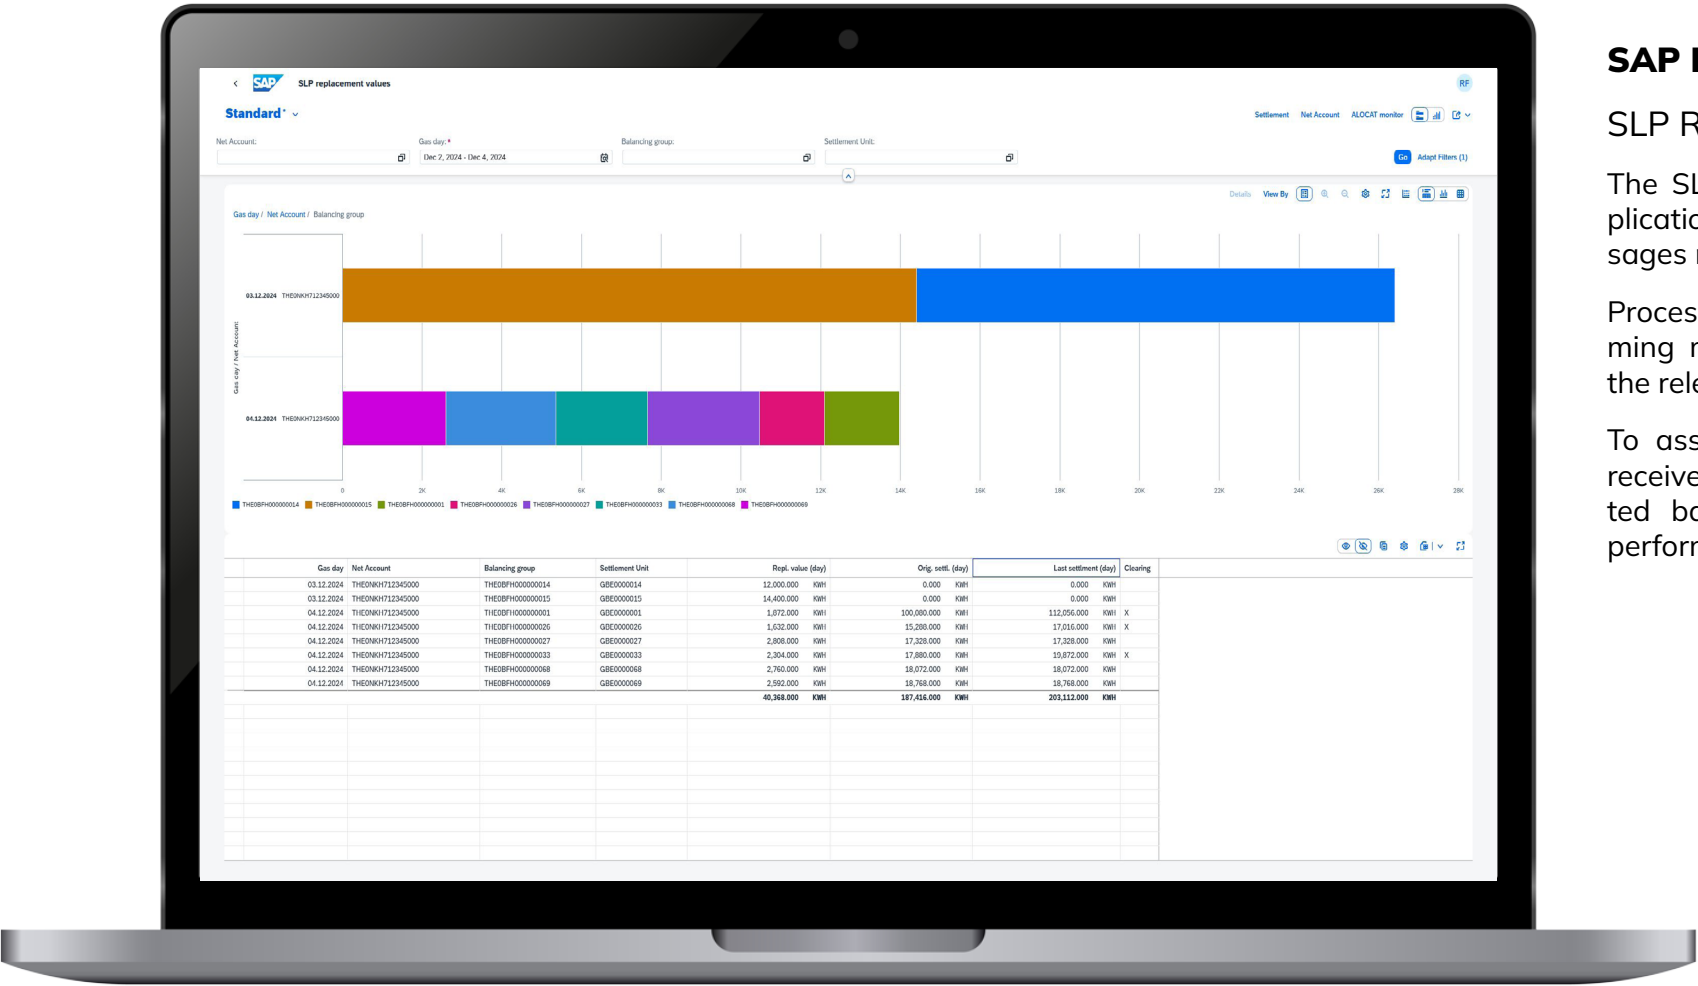 SAP
SLP replacement values
RF
Standard*
Settlement Net Account ALOCAT monitor
Net Account: Gas day:* Balancing group: Settlement Unit:
Dec 2, 2024 - Dec 4, 2024
Go Adapt Filters (1)
Details View By
Gas day / Net Account / Balancing group
03.12.2024 THE0NKH712345000
Gas day / Net Account
04.12.2024 THE0NKH712345000
0 2K 4K 6K 8K 10K 12K 14K 16K 18K 20K 22K 24K 26K 28K
THE0BFH000000014 THE0BFH000000015 THE0BFH000000001 THE0BFH000000026 THE0BFH000000027 THE0BFH000000033 THE0BFH000000068 THE0BFH000000069
Gas day Net Account Balancing group Settlement Unit Repl. value (day) Orig. settl. (day) Last settlment (day) Clearing
03.12.2024 THE0NKH712345000 THE0BFH000000014 GBE0000014 12,000.000 KWH 0.000 KWH 0.000 KWH
03.12.2024 THE0NKH712345000 THE0BFH000000015 GBE0000015 14,400.000 KWH 0.000 KWH 0.000 KWH
04.12.2024 THE0NKH712345000 THE0BFH000000001 GBE0000001 1,872.000 KWH 100,080.000 KWH 112,056.000 KWH X
04.12.2024 THE0NKH712345000 THE0BFH000000026 GBE0000026 1,632.000 KWH 15,288.000 KWH 17,016.000 KWH X
04.12.2024 THE0NKH712345000 THE0BFH000000027 GBE0000027 2,808.000 KWH 17,328.000 KWH 17,328.000 KWH
04.12.2024 THE0NKH712345000 THE0BFH000000033 GBE0000033 2,304.000 KWH 17,880.000 KWH 19,872.000 KWH X
04.12.2024 THE0NKH712345000 THE0BFH000000068 GBE0000068 2,760.000 KWH 18,072.000 KWH 18,072.000 KWH
04.12.2024 THE0NKH712345000 THE0BFH000000069 GBE0000069 2,592.000 KWH 18,768.000 KWH 18,768.000 KWH
40,368.000 KWH 187,416.000 KWH 203,112.000 KWH
SAP
SLP R
The SL
plicatio
sages
Proces
ming
the rele
To ass
receive
ted
perfor